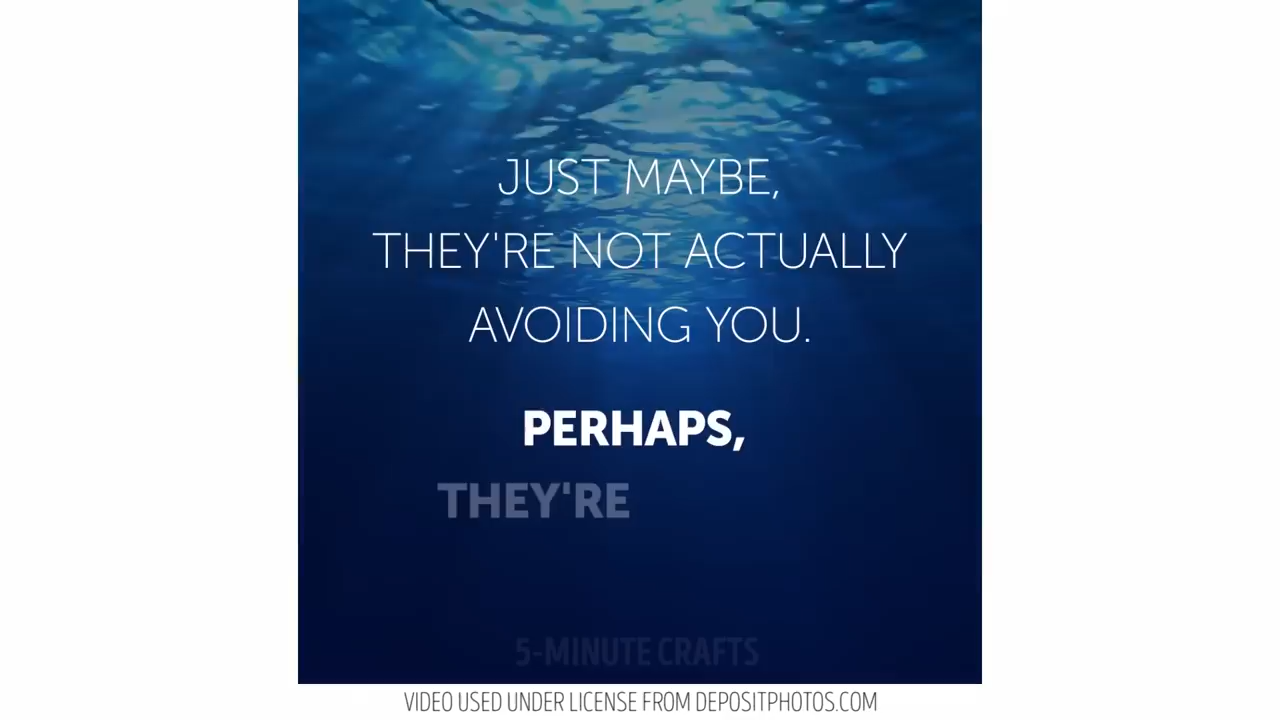 JUST MAYBE,
THEY'RE NOT ACTUALLY
AVOIDING YOU.
PERHAPS,
THEY'RE
5-MINUTE CRAFTS
VIDEO USED UNDER LICENSE FROM DEPOSITPHOTOS.COM